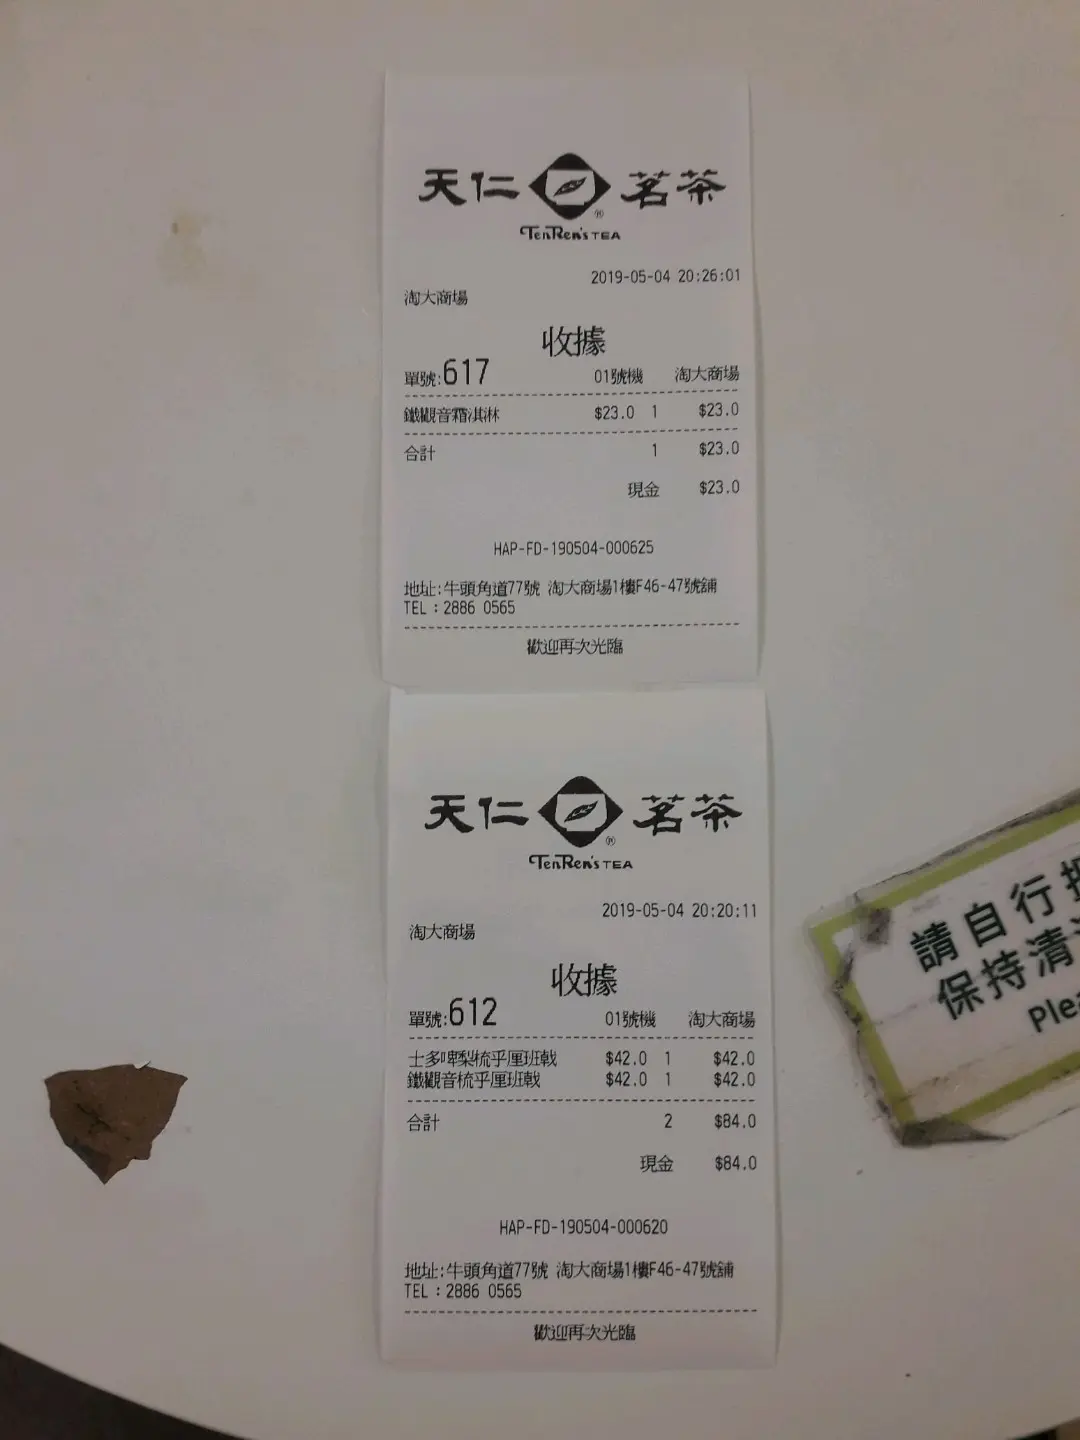 天仁茗茶
TenRen's TEA
2019-05-04 20:26:01
淘大商場
收據
單號:617 01號機 淘大商場
鐵觀音霜淇淋 $23.0 1 $23.0
合計 1 $23.0
現金 $23.0
HAP-FD-190504-000625
地址:牛頭角道77號 淘大商場1樓F46-47號舖
TEL:2886 0565
歡迎再次光臨
天仁茗茶
TenRen's TEA
2019-05-04 20:20:11
淘大商場
收據
單號:612 01號機 淘大商場
士多啤梨梳乎厘班戟 $42.0 1 $42.0
鐵觀音梳乎厘班戟 $42.0 1 $42.0
合計 2 $84.0
現金 $84.0
HAP-FD-190504-000620
地址:牛頭角道77號 淘大商場1樓F46-47號舖
TEL:2886 0565
歡迎再次光臨
請自行
保持清
Plea